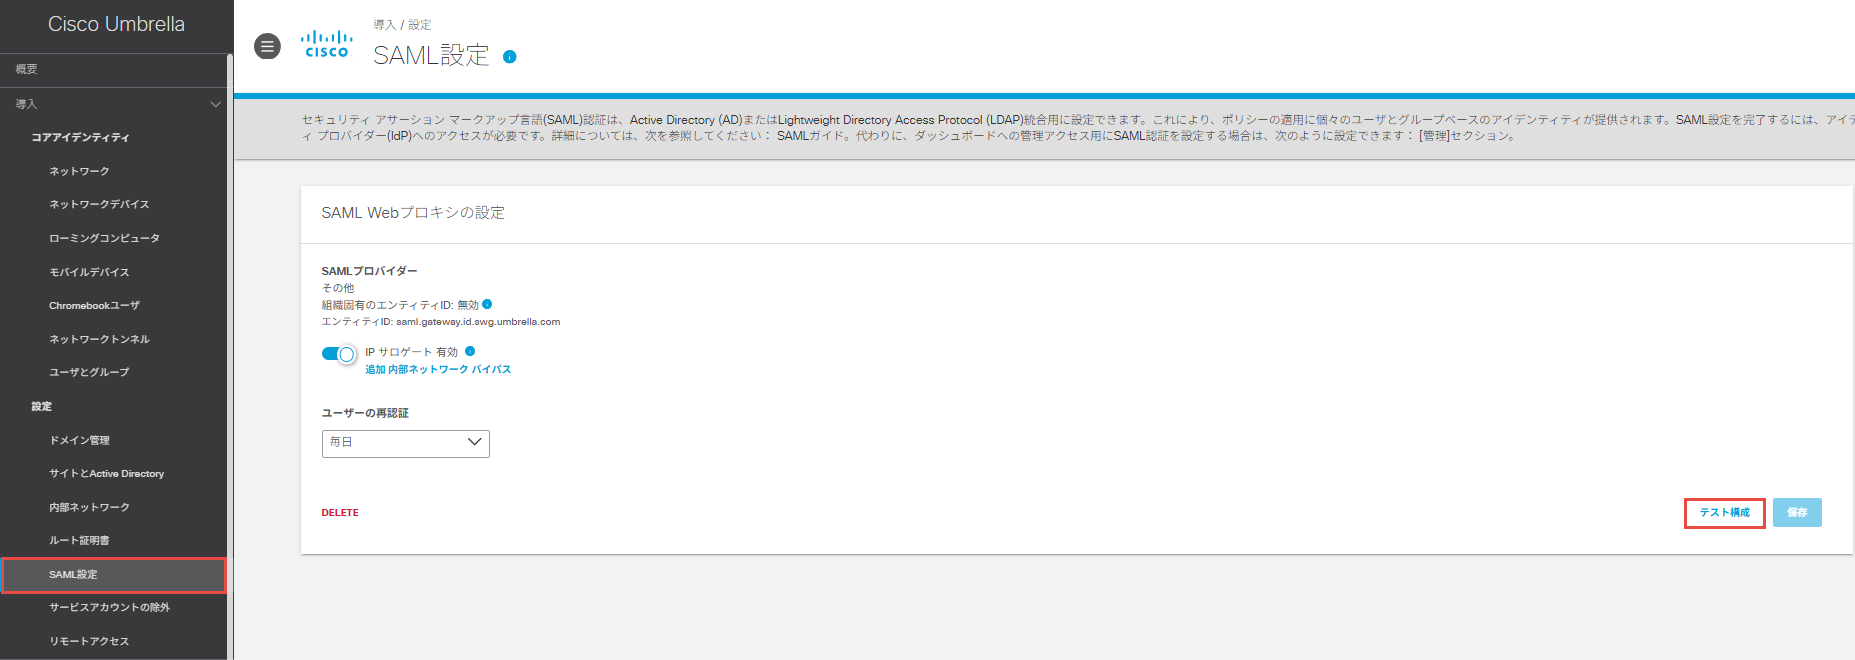 Cisco Umbrella
概要
導入
コアアイデンティティ
ネットワーク
ネットワークデバイス
ローミングコンピュータ
モバイルデバイス
Chromebookユーザ
ネットワークトンネル
ユーザとグループ
設定
ドメイン管理
サイトとActive Directory
内部ネットワーク
ルート証明書
SAML設定
サービスアカウントの除外
リモートアクセス
CISCO
導入 / 設定
SAML設定
セキュリティ アサーション マークアップ言語(SAML)認証は、Active Directory (AD)またはLightweight Directory Access Protocol (LDAP)統合用に設定できます。これにより、ポリシーの適用に個々のユーザとグループベースのアイデンティティが提供されます。SAML設定を完了するには、アイデ
ィ プロバイダー(IdP)へのアクセスが必要です。詳細については、次を参照してください： SAMLガイド。代わりに、ダッシュボードへの管理アクセス用にSAML認証を設定する場合は、次のように設定できます： [管理]セクション。
SAML Webプロキシの設定
SAMLプロバイダー
その他
組織固有のエンティティID: 無効
エンティティID: saml.gateway.id.swg.umbrella.com
IP サロゲート 有効
追加 内部ネットワーク バイパス
ユーザーの再認証
毎日
DELETE
テスト構成
保存